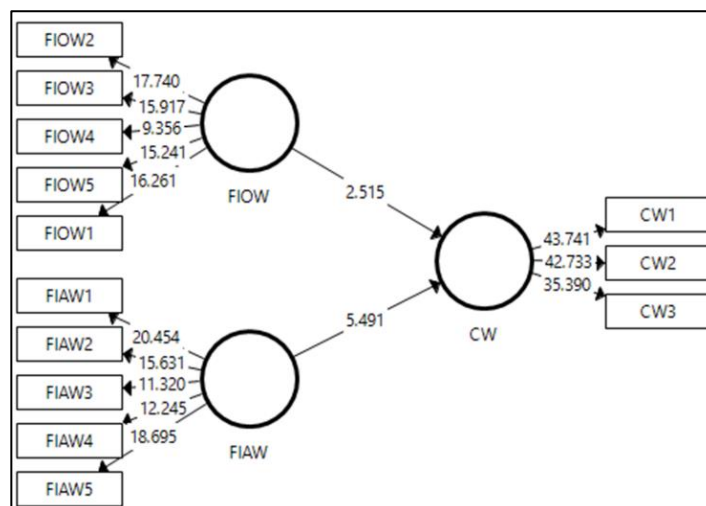 FIOW2
FIOW3
FIOW4
FIOW5
FIOW1
17.740
15.917
9.356
15.241
16.261
FIOW
2.515
FIAW1
FIAW2
FIAW3
FIAW4
FIAW5
20.454
15.631
11.320
12.245
18.695
FIAW
5.491
CW
43.741
42.733
35.390
CW1
CW2
CW3